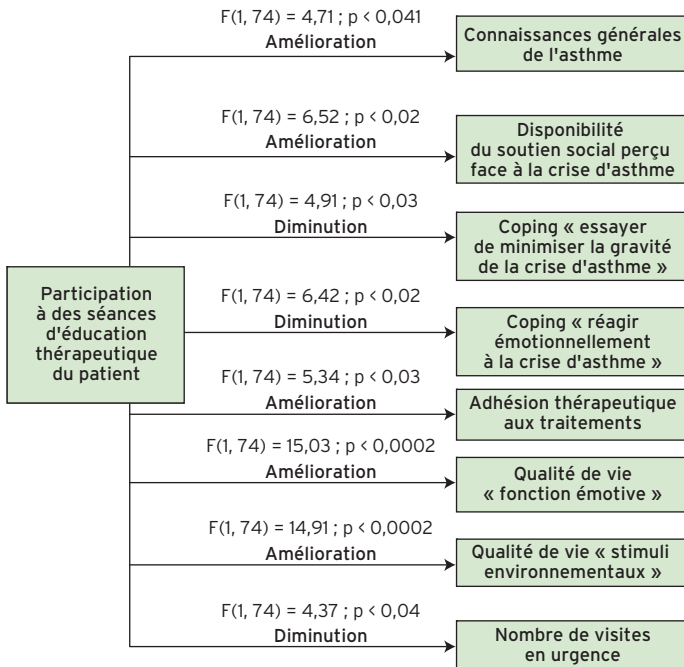 F(1, 74) = 4,71 ; p < 0,041
Amélioration
Connaissances générales
de l'asthme
F(1, 74) = 6,52 ; p < 0,02
Amélioration
Disponibilité
du soutien social perçu
face à la crise d'asthme
F(1, 74) = 4,91 ; p < 0,03
Diminution
Coping « essayer
de minimiser la gravité
de la crise d'asthme »
Participation
à des séances
d'éducation
thérapeutique
du patient
F(1, 74) = 6,42 ; p < 0,02
Diminution
Coping « réagir
émotionnellement
à la crise d'asthme »
F(1, 74) = 5,34 ; p < 0,03
Amélioration
Adhésion thérapeutique
aux traitements
F(1, 74) = 15,03 ; p < 0,0002
Amélioration
Qualité de vie
« fonction émotive »
F(1, 74) = 14,91 ; p < 0,0002
Amélioration
Qualité de vie « stimuli
environnementaux »
F(1, 74) = 4,37 ; p < 0,04
Diminution
Nombre de visites
en urgence